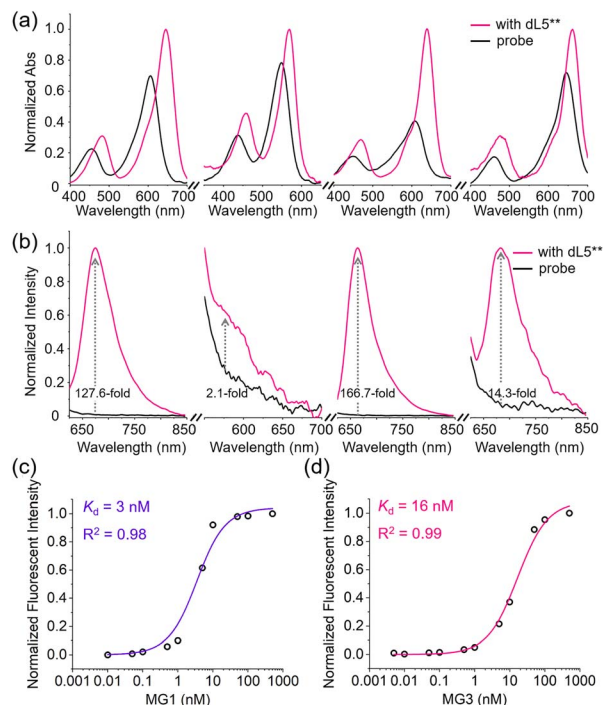 (a)
with dL5**
probe
Normalized Abs
1.0
0.8
0.6
0.4
0.2
0
400 500 600 700 400 500 600 400 500 600 700 400 500 600 700
Wavelength (nm) Wavelength (nm) Wavelength (nm) Wavelength (nm)
(b)
with dL5**
probe
Normalized Intensity
1.0
0.8
0.6
0.4
0.2
0
127.6-fold 2.1-fold 166.7-fold 14.3-fold
650 750 850 600 650 700 650 750 850 650 750 850
Wavelength (nm) Wavelength (nm) Wavelength (nm) Wavelength (nm)
(c)
Kd = 3 nM
R2 = 0.98
Normalized Fluorescent Intensity
1.0
0.8
0.6
0.4
0.2
0.0
0.001 0.01 0.1 1 10 100 1000
MG1 (nM)
(d)
Kd = 16 nM
R2 = 0.99
Normalized Fluorescent Intensity
1.0
0.8
0.6
0.4
0.2
0.0
0.001 0.01 0.1 1 10 100 1000
MG3 (nM)